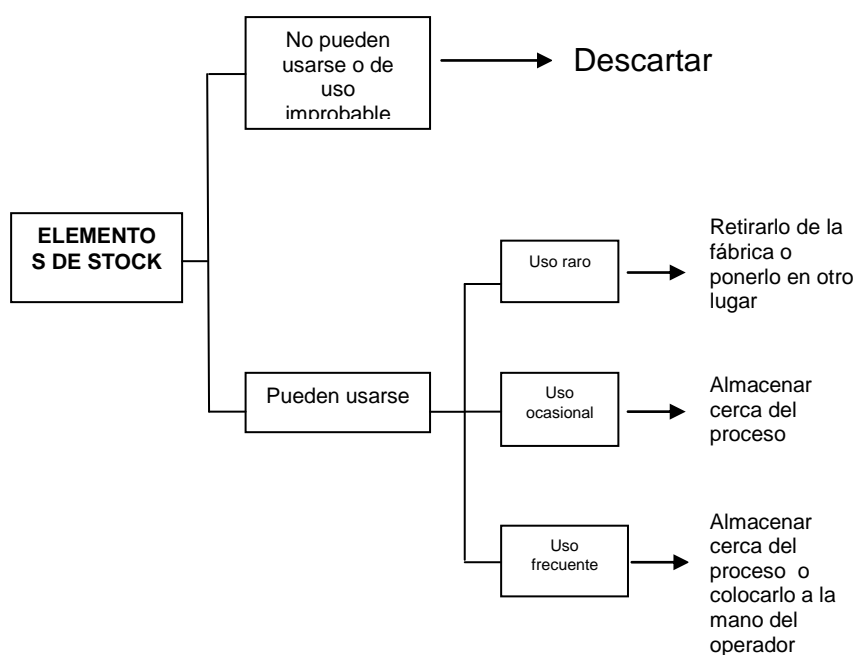 No pueden
usarse o de
uso
improbable
Descartar
ELEMENTO
S DE STOCK
Pueden usarse
Uso raro
Retirarlo de la
fábrica o
ponerlo en otro
lugar
Uso
ocasional
Almacenar
cerca del
proceso
Uso
frecuente
Almacenar
cerca del
proceso o
colocarlo a la
mano del
operador